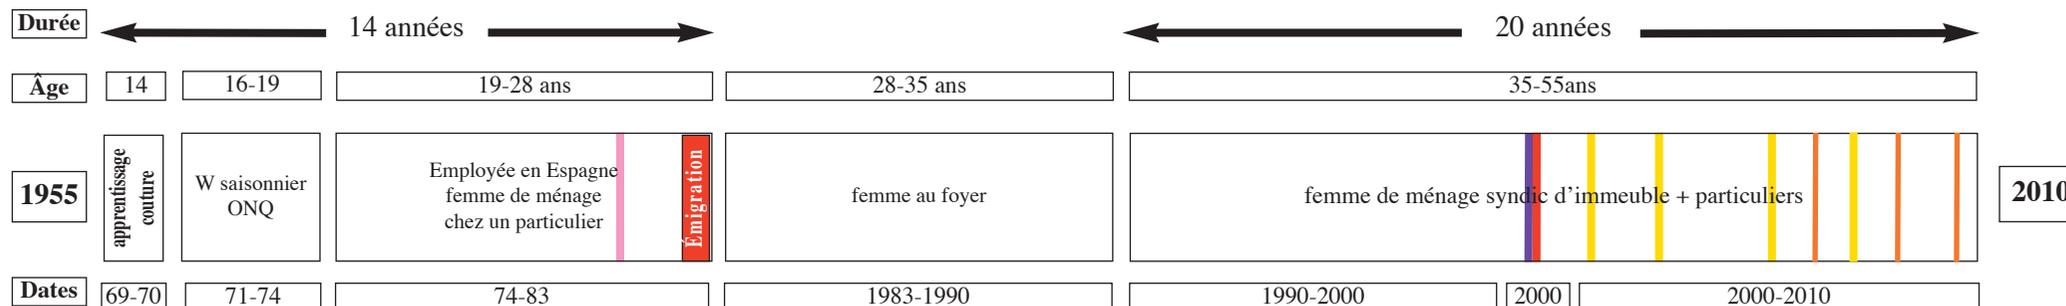 Durée 14 années 20 années
Âge 14 16-19 19-28 ans 28-35 ans 35-55ans
1955
apprentissage
couture
W saisonnier
ONQ
Employée en Espagne
femme de ménage
chez un particulier
Émigration
femme au foyer
femme de ménage syndic d’immeuble + particuliers
2010
Dates 69-70 71-74 74-83 1983-1990 1990-2000 2000 2000-2010